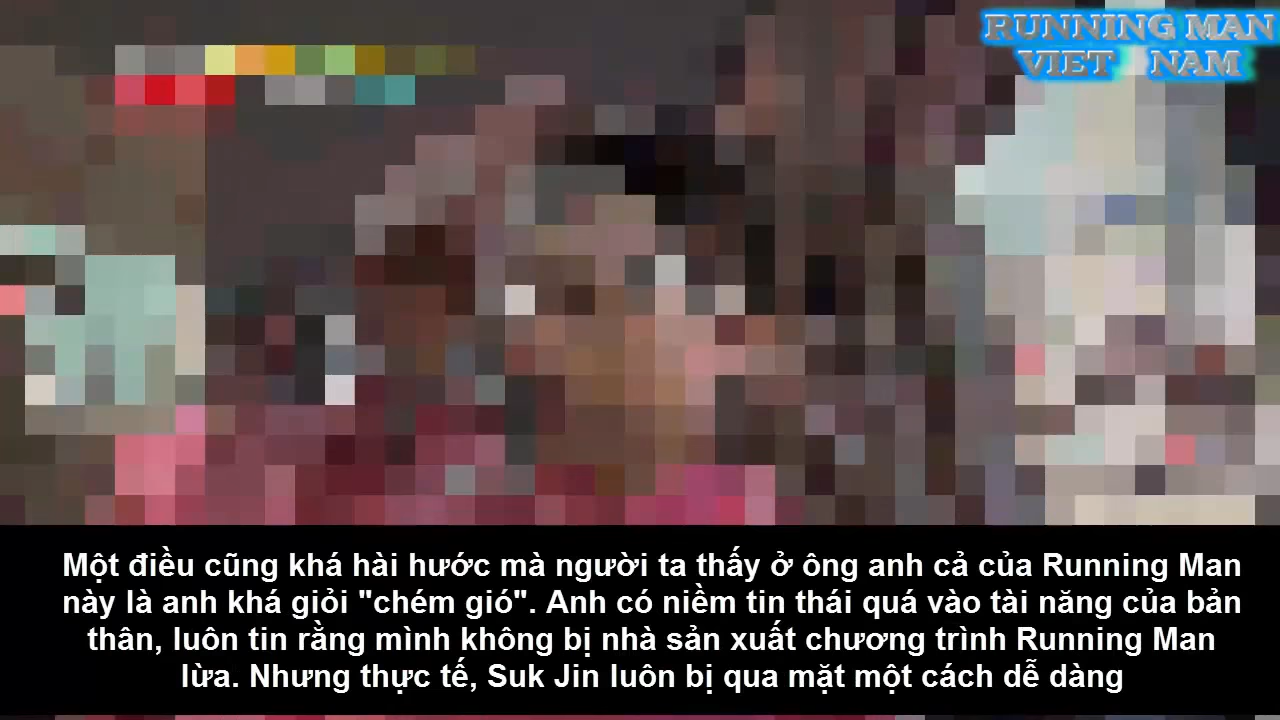 RUNNING MAN
VIET NAM
Một điều cũng khá hài hước mà người ta thấy ở ông anh cả của Running Man
này là anh khá giỏi "chém gió". Anh có niềm tin thái quá vào tài năng của bản
thân, luôn tin rằng mình không bị nhà sản xuất chương trình Running Man
lừa. Nhưng thực tế, Suk Jin luôn bị qua mặt một cách dễ dàng